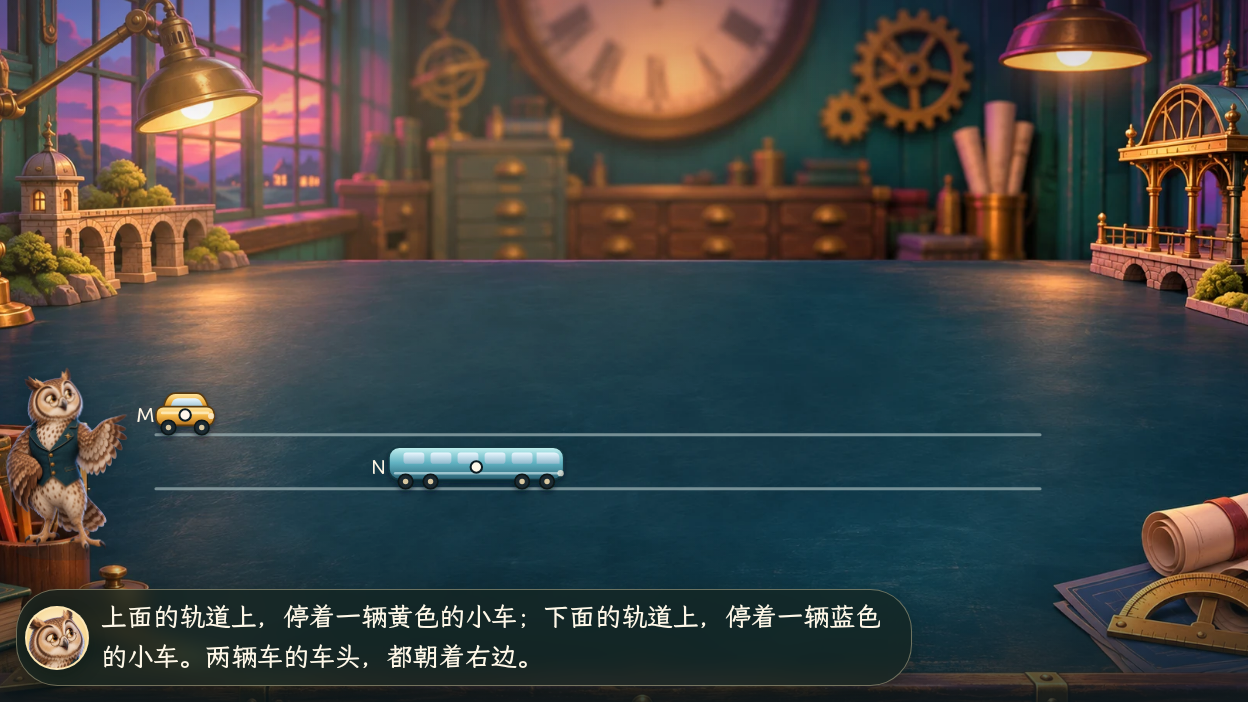 M
N
上面的轨道上，停着一辆黄色的小车；下面的轨道上，停着一辆蓝色
的小车。两辆车的车头，都朝着右边。